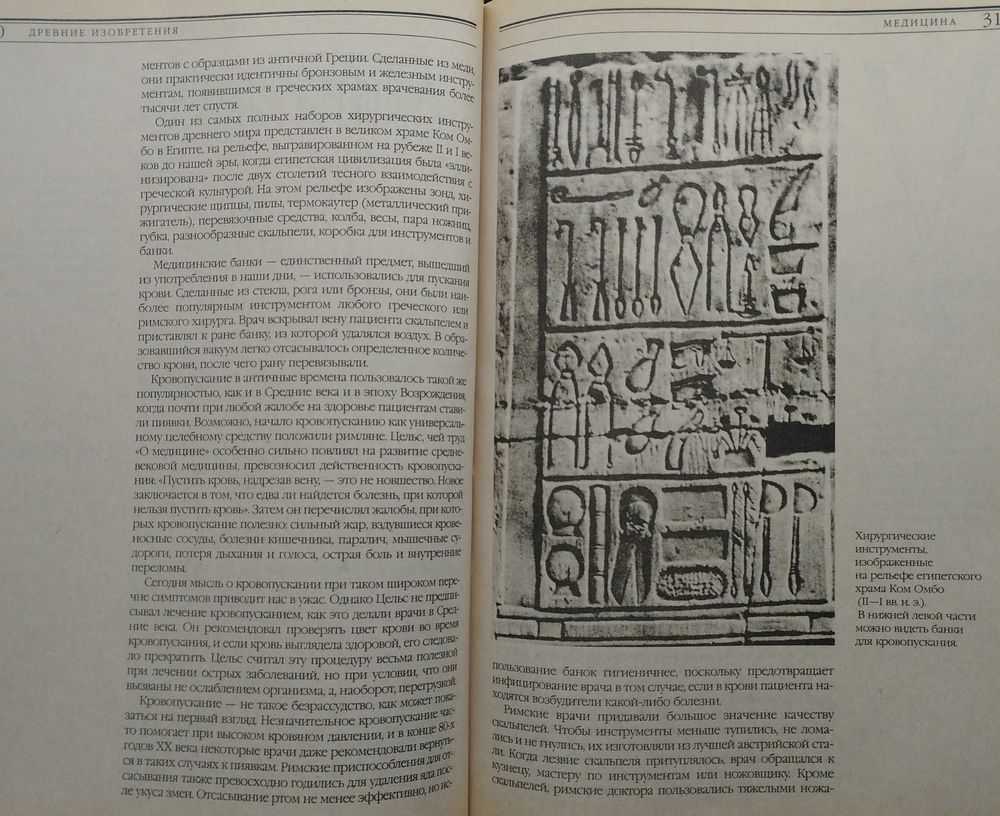 0 ДРЕВНИЕ ИЗОБРЕТЕНИЯ
ментов с образцами из античной Греции. Сделанные из меди,
они практически идентичны бронзовым и железным инстру-
ментам, появившимся в греческих храмах врачевания более
тысячи лет спустя.
Один из самых полных наборов хирургических инстру-
ментов древнего мира представлен в великом храме Ком Ом-
бо в Египте, на рельефе, выгравированном на рубеже II и I ве-
ков до нашей эры, когда египетская цивилизация была «элли-
низирована» после двух столетий тесного взаимодействия с
греческой культурой. На этом рельефе изображены зонд, хи-
рургические щипцы, пилы, термокаутер (металлический при-
жигатель), перевязочные средства, колба, весы, пара ножниц,
губка, разнообразные скальпели, коробка для инструментов и
банки.
Медицинские банки — единственный предмет, вышедший
из употребления в наши дни, — использовались для пускания
крови. Сделанные из стекла, рога или бронзы, они были наи-
более популярным инструментом любого греческого или
римского хирурга. Врач вскрывал вену пациента скальпелем и
приставлял к ране банку, из которой удалялся воздух. В обра-
зовавшийся вакуум легко отсасывалось определенное количе-
ство крови, после чего рану перевязывали.
Кровопускание в античные времена пользовалось такой же
популярностью, как и в Средние века и в эпоху Возрождения,
когда почти при любой жалобе на здоровье пациентам стави-
ли пиявки. Возможно, начало кровопусканию как универсаль-
ному целебному средству положили римляне. Цельс, чей труд
«О медицине» особенно сильно повлиял на развитие средне-
вековой медицины, превозносил действенность кровопуска-
ния: «Пустить кровь, надрезав вену, — это не новшество. Новое
заключается в том, что едва ли найдется болезнь, при которой
нельзя пустить кровь». Затем он перечислял жалобы, при кото-
рых кровопускание полезно: сильный жар, вздувшиеся крове-
носные сосуды, болезни кишечника, паралич, мышечные су-
дороги, потеря дыхания и голоса, острая боль и внутренние
переломы.
Сегодня мысль о кровопускании при таком широком пере-
чне симптомов приводит нас в ужас. Однако Цельс не предпи-
сывал лечение кровопусканием, как это делали врачи в Сред-
ние века. Он рекомендовал проверять цвет крови во время
кровопускания, и если кровь выглядела здоровой, его следова-
ло прекратить. Цельс считал эту процедуру весьма полезной
при лечении острых заболеваний, но при условии, что они
вызваны не ослаблением организма, а, наоборот, перегрузкой.
Кровопускание — не такое безрассудство, как может пока-
заться на первый взгляд. Незначительное кровопускание час-
то помогает при высоком кровяном давлении, и в конце 80-х
годов XX века некоторые врачи даже рекомендовали вернуть-
ся в таких случаях к пиявкам. Римские приспособления для от-
сасывания также превосходно годились для удаления яда пос-
ле укуса змеи. Отсасывание ртом не менее эффективно, но ис-
МЕДИЦИНА 31
Хирургические
инструменты,
изображенные
на рельефе египетского
храма Ком Омбо
(II—I вв. н. э.).
В нижней левой части
можно видеть банки
для кровопускания.
пользование банок гигиеничнее, поскольку предотвращает
инфицирование врача в том случае, если в крови пациента на-
ходятся возбудители какой-либо болезни.
Римские врачи придавали большое значение качеству
скальпелей. Чтобы инструменты меньше тупились, не лома-
лись и не гнулись, их изготовляли из лучшей австрийской ста-
ли. Когда лезвие скальпеля притуплялось, врач обращался к
кузнецу, мастеру по инструментам или ножовщику. Кроме
скальпелей, римские доктора пользовались тяжелыми ножа-